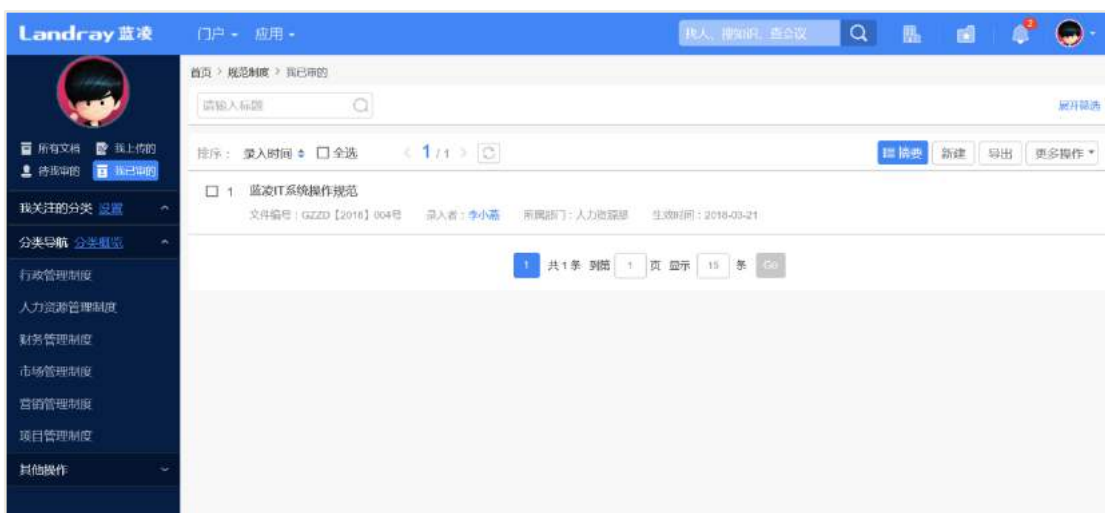 Landray蓝凌 门户 应用 找人、搜知识、查会议 2
首页 > 规范制度 > 我已审的
请输入标题 展开筛选
所有文档 我上传的
待我审的 我已审的
排序： 录入时间 全选 1 / 1 摘要 新建 导出 更多操作
1 蓝凌IT系统操作规范
文件编号：GZZD【2018】004号 录入者：李小燕 所属部门：人力资源部 生效时间：2018-03-21
我关注的分类 设置
分类导航 分类概览
1 共1条 到第 1 页 显示 15 条 Go
行政管理制度
人力资源管理制度
财务管理制度
市场管理制度
营销管理制度
项目管理制度
其他操作